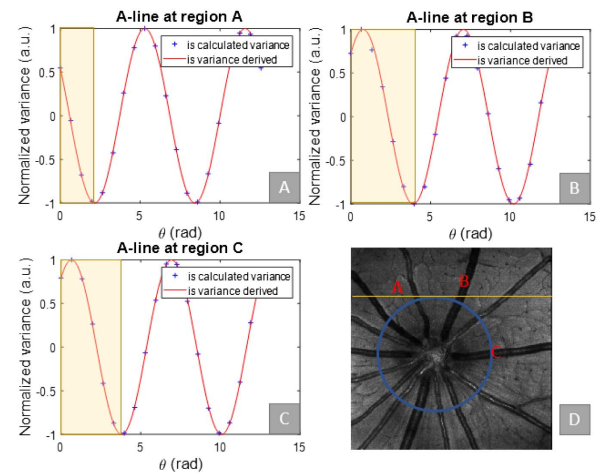 A-line at region A
Normalized variance (a.u.)
1
0.5
0
-0.5
-1
is calculated variance
is variance derived
0 5 10 15
θ (rad)
A
A-line at region B
Normalized variance (a.u.)
1
0.5
0
-0.5
-1
is calculated variance
is variance derived
0 5 10 15
θ (rad)
B
A-line at region C
Normalized variance (a.u.)
1
0.5
0
-0.5
-1
is calculated variance
is variance derived
0 5 10 15
θ (rad)
C
A
B
C
D